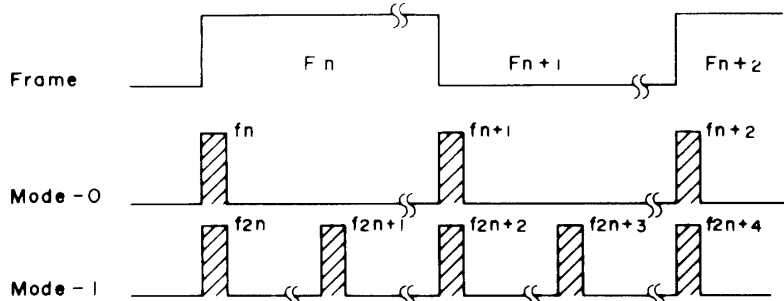 Frame Fn Fn+1 Fn+2
fn fn+1 fn+2
Mode-0
f2n f2n+1 f2n+2 f2n+3 f2n+4
Mode-1